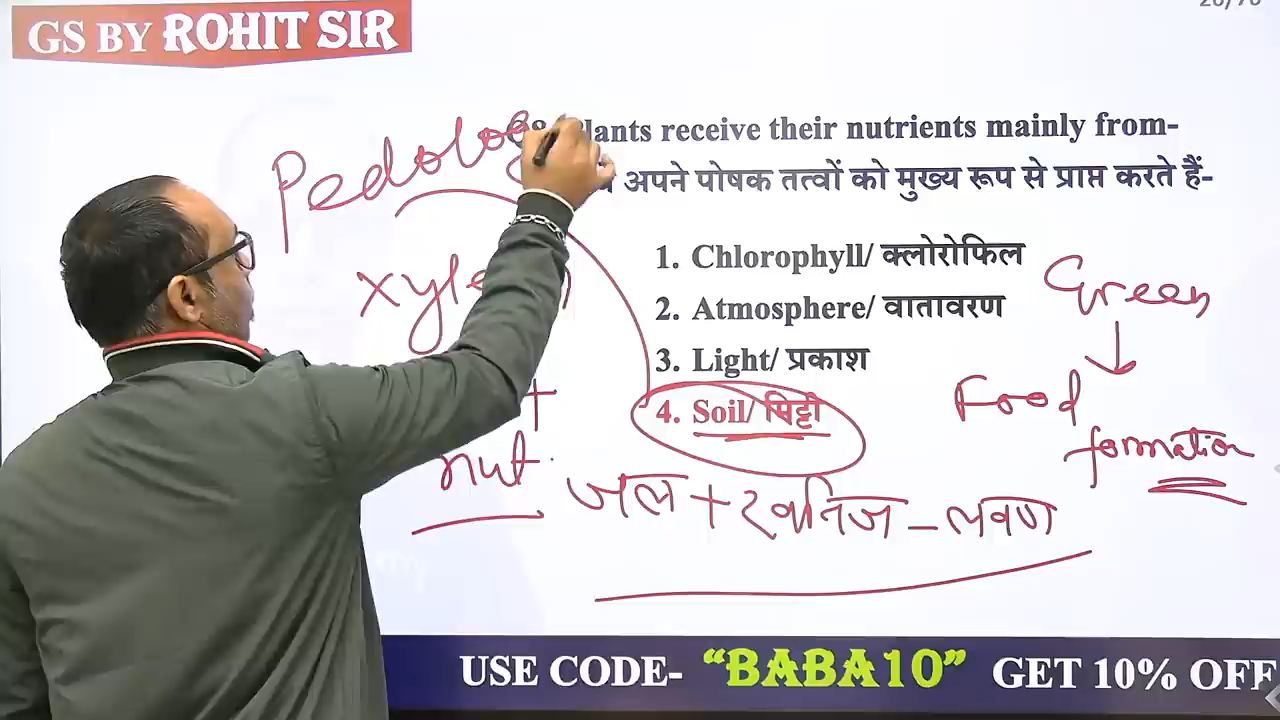 GS BY ROHIT SIR
Plants receive their nutrients mainly from-
अपने पोषक तत्वों को मुख्य रूप से प्राप्त करते हैं-
Pedolog
1. Chlorophyll/ क्लोरोफिल
Green
2. Atmosphere/ वातावरण
3. Light/ प्रकाश
Food
4. Soil/ मिट्टी
formation
nut.
जल + खनिज - लवण
USE CODE- “BABA10” GET 10% OFF